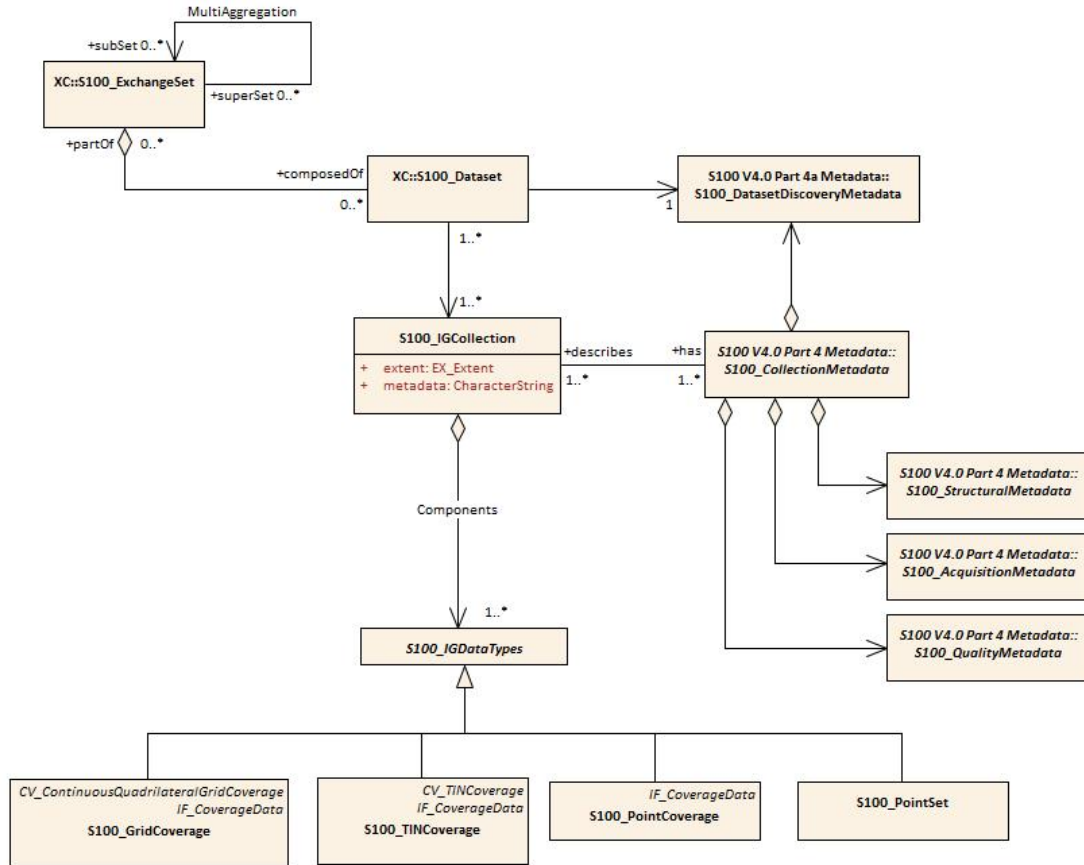 MultiAggregation
+subSet 0..*
XC::S100_ExchangeSet
+superSet 0..*
+partOf 0..*
+composedOf
0..*
XC::S100_Dataset
1
S100 V4.0 Part 4a Metadata::
S100_DatasetDiscoveryMetadata
1..*
1..*
S100_IGCollection
+ extent: EX_Extent
+ metadata: CharacterString
+describes
1..*
+has
1..*
S100 V4.0 Part 4 Metadata::
S100_CollectionMetadata
S100 V4.0 Part 4 Metadata::
S100_StructuralMetadata
Components
S100 V4.0 Part 4 Metadata::
S100_AcquisitionMetadata
1..*
S100 V4.0 Part 4 Metadata::
S100_QualityMetadata
S100_IGDataTypes
CV_ContinuousQuadrilateralGridCoverage
IF_CoverageData
S100_GridCoverage
CV_TINCoverage
IF_CoverageData
S100_TINCoverage
IF_CoverageData
S100_PointCoverage
S100_PointSet